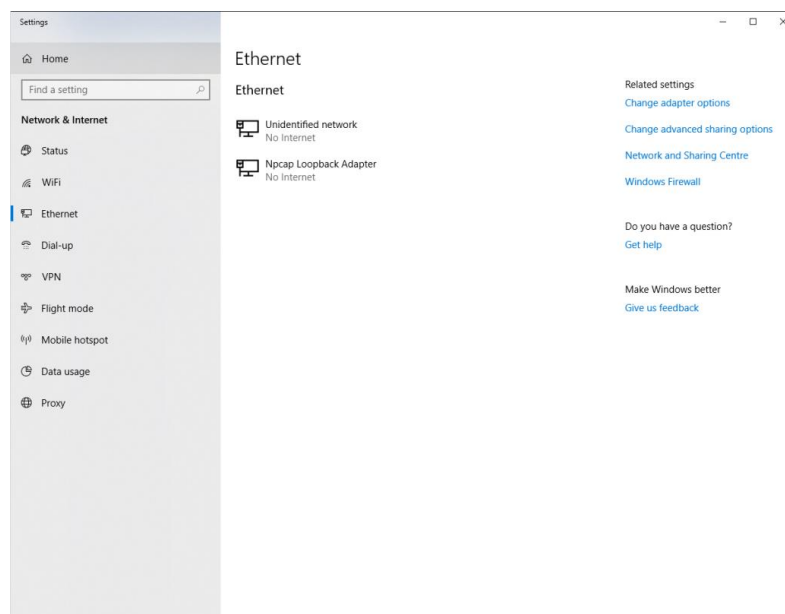 Settings
Home
Find a setting
Network & Internet
Status
WiFi
Ethernet
Dial-up
VPN
Flight mode
Mobile hotspot
Data usage
Proxy
Ethernet
Ethernet
Unidentified network
No Internet
Npcap Loopback Adapter
No Internet
Related settings
Change adapter options
Change advanced sharing options
Network and Sharing Centre
Windows Firewall
Do you have a question?
Get help
Make Windows better
Give us feedback